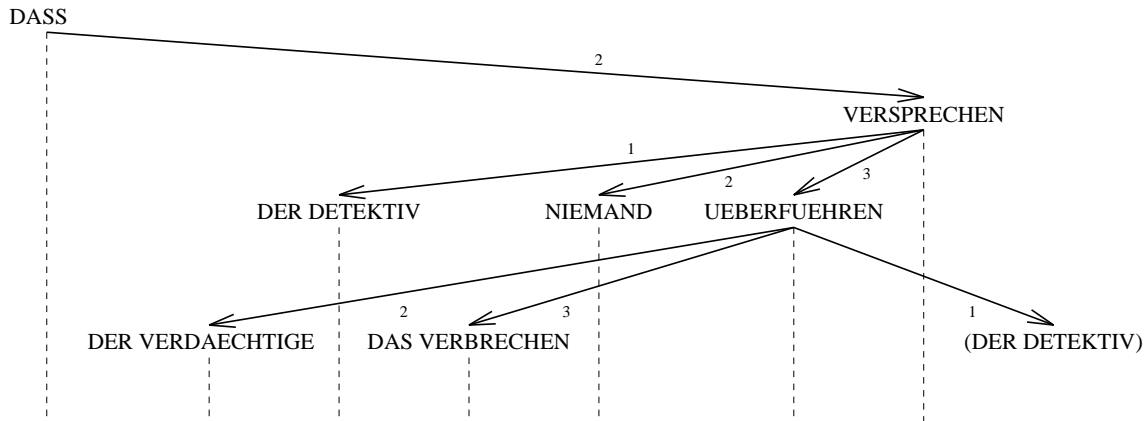 DASS
2
VERSPRECHEN
1
2
3
DER DETEKTIV NIEMAND UEBERFUEHREN
2
3
1
DER VERDAECHTIGE DAS VERBRECHEN (DER DETEKTIV)